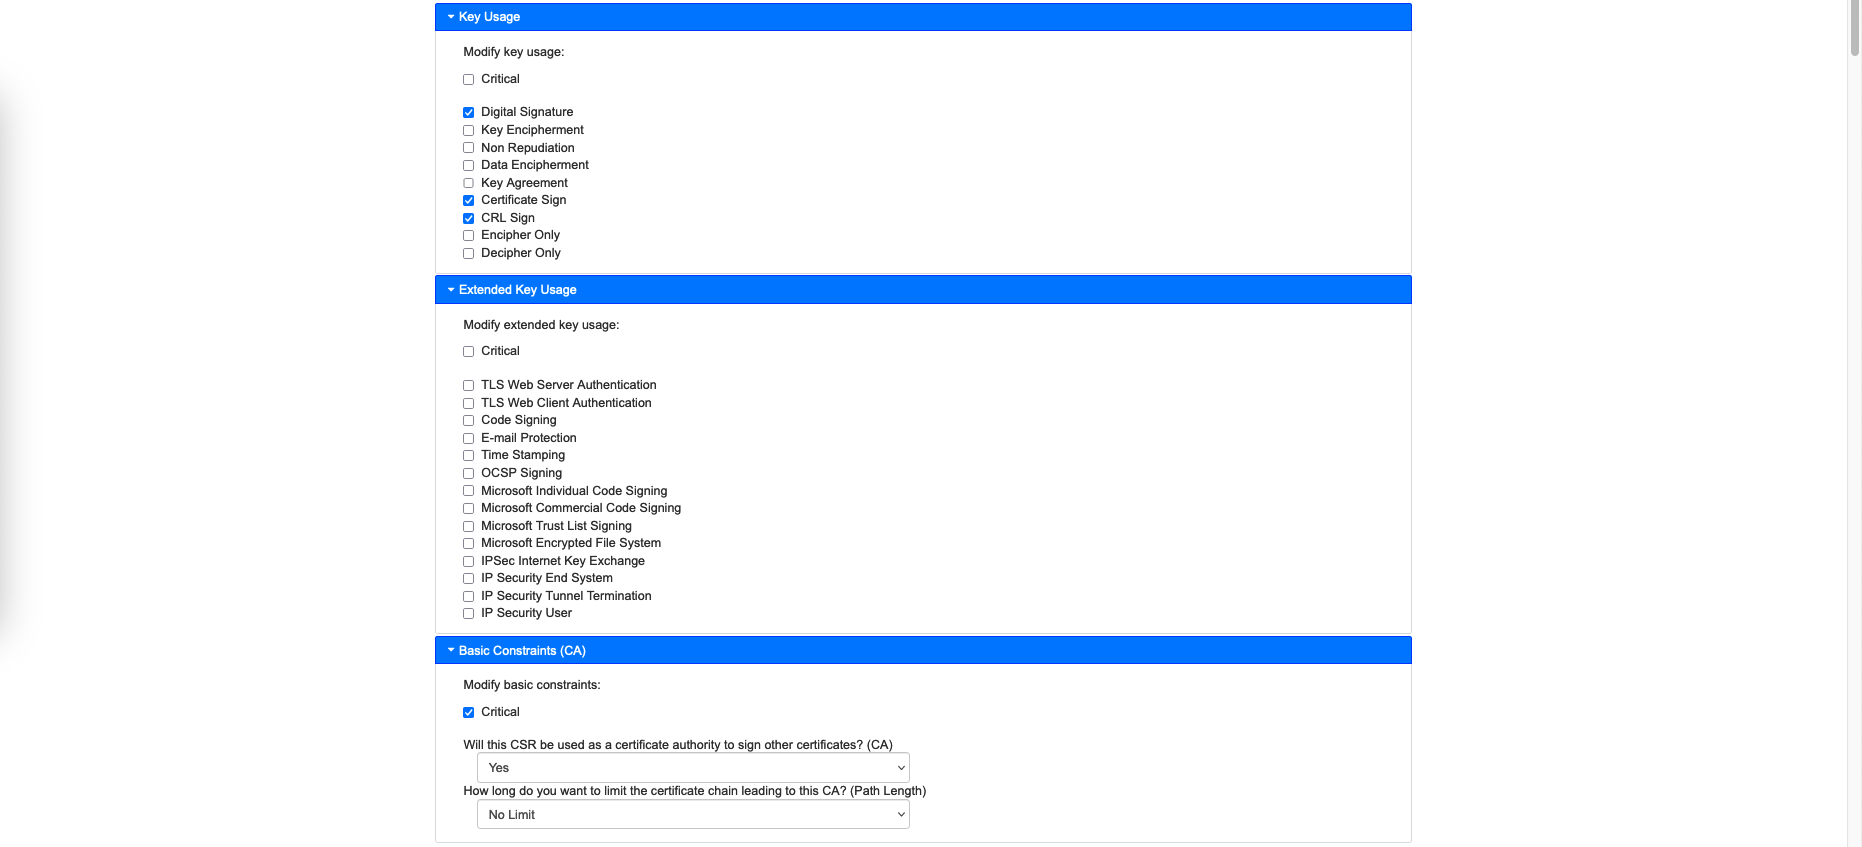 Key Usage
Modify key usage:
Critical
Digital Signature
Key Encipherment
Non Repudiation
Data Encipherment
Key Agreement
Certificate Sign
CRL Sign
Encipher Only
Decipher Only
Extended Key Usage
Modify extended key usage:
Critical
TLS Web Server Authentication
TLS Web Client Authentication
Code Signing
E-mail Protection
Time Stamping
OCSP Signing
Microsoft Individual Code Signing
Microsoft Commercial Code Signing
Microsoft Trust List Signing
Microsoft Encrypted File System
IPSec Internet Key Exchange
IP Security End System
IP Security Tunnel Termination
IP Security User
Basic Constraints (CA)
Modify basic constraints:
Critical
Will this CSR be used as a certificate authority to sign other certificates? (CA)
Yes
How long do you want to limit the certificate chain leading to this CA? (Path Length)
No Limit